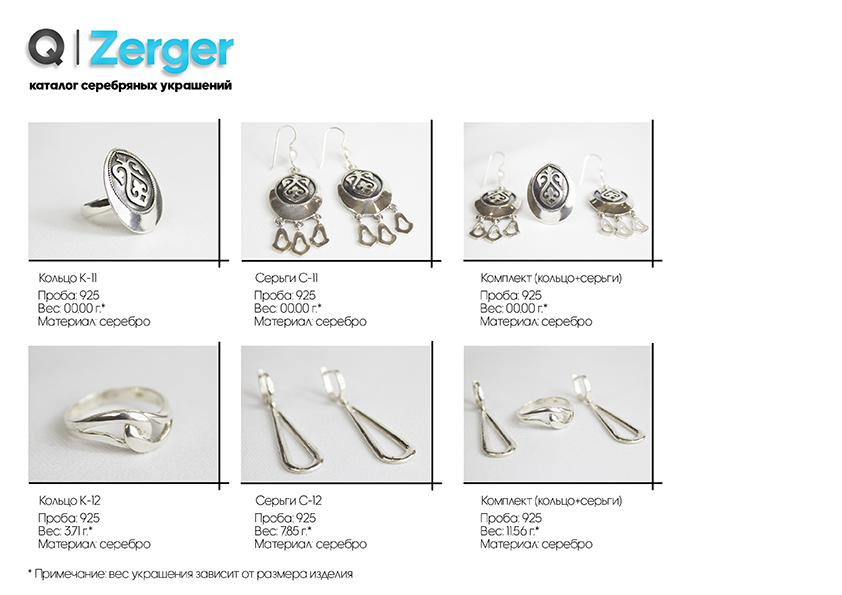 Q | Zerger
каталог серебряных украшений
Кольцо К-11
Проба: 925
Вес: 00.00 г.*
Материал: серебро
Серьги С-11
Проба: 925
Вес: 00.00 г.*
Материал: серебро
Комплект (кольцо+серьги)
Проба: 925
Вес: 00.00 г.*
Материал: серебро
Кольцо К-12
Проба: 925
Вес: 3.71 г.*
Материал: серебро
Серьги С-12
Проба: 925
Вес: 7.85 г.*
Материал: серебро
Комплект (кольцо+серьги)
Проба: 925
Вес: 11.56 г.*
Материал: серебро
* Примечание: вес украшения зависит от размера изделия